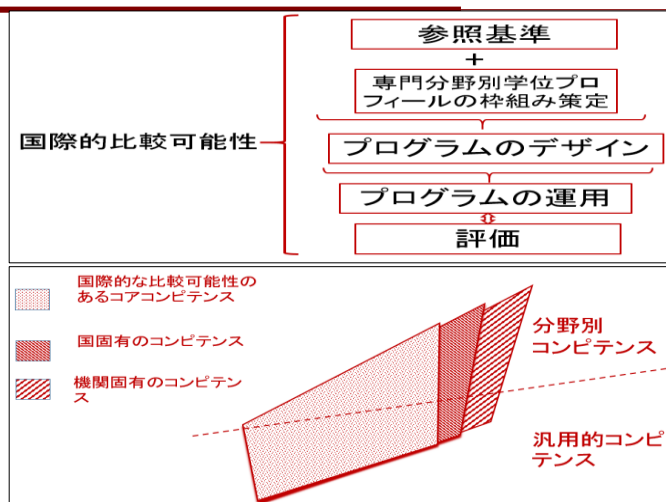 参照基準
+
専門分野別学位プロ
フィールの枠組み策定
国際的比較可能性
プログラムのデザイン
プログラムの運用
評価
国際的な比較可能性の
あるコアコンピテンス
国固有のコンピテンス
機関固有のコンピテン
ス
分野別
コンピテンス
汎用的コンピ
テンス